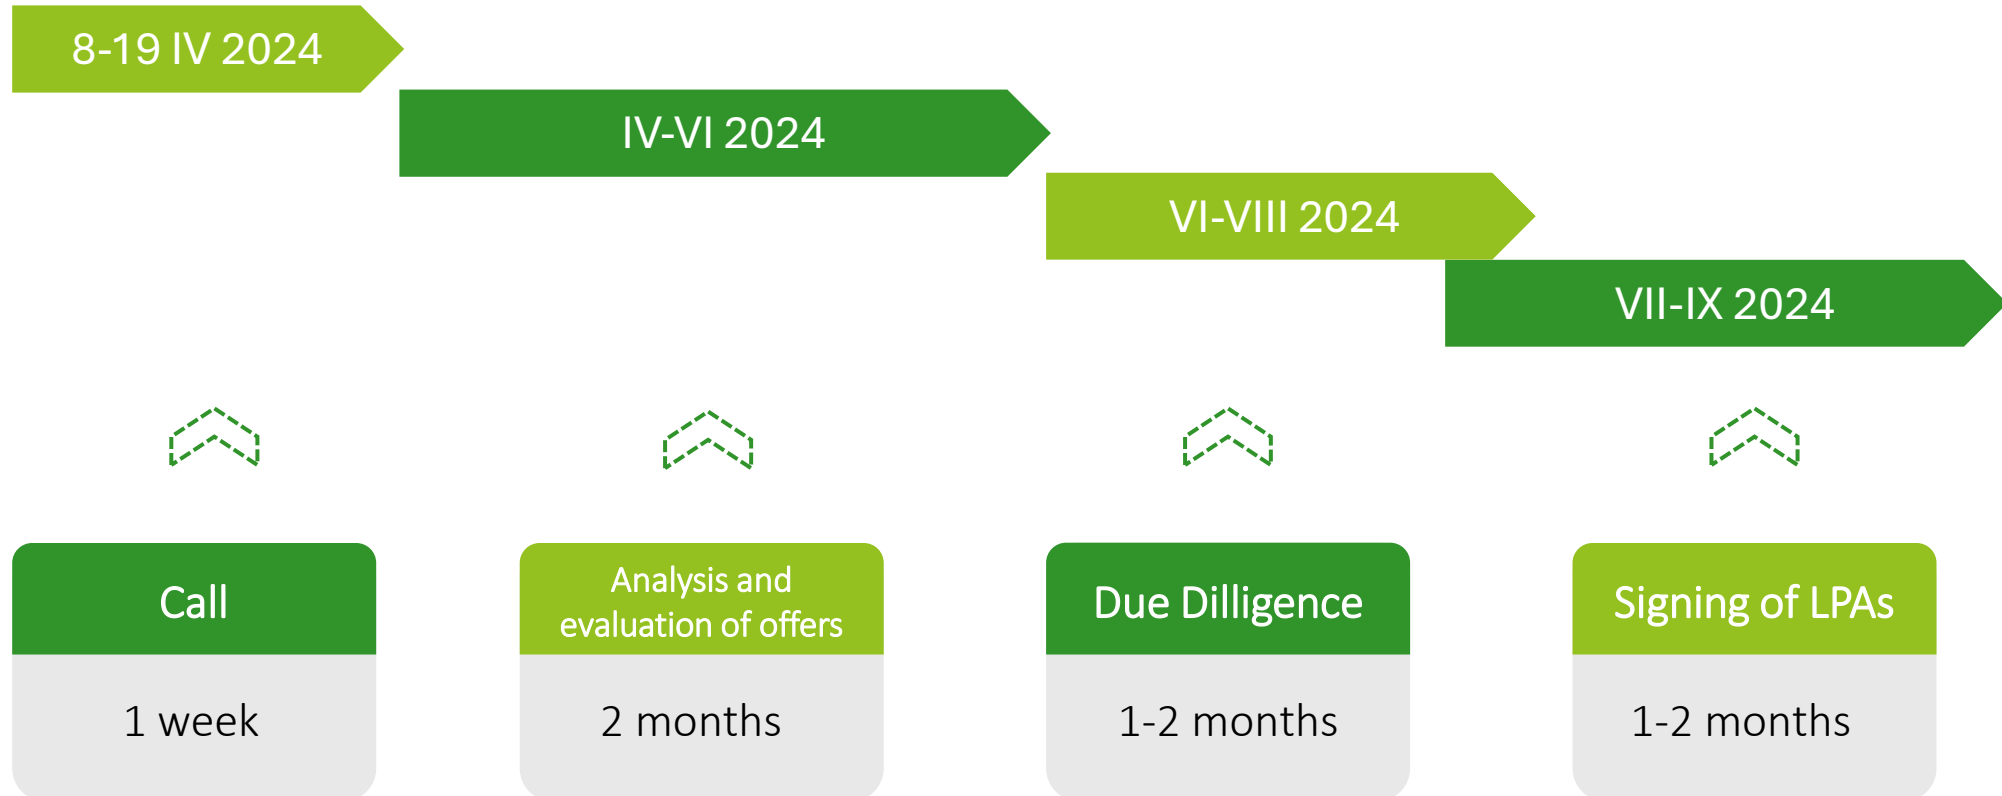 8-19 IV 2024
IV-VI 2024
VI-VIII 2024
VII-IX 2024
Call
Analysis and
evaluation of offers
Due Dilligence
Signing of LPAs
1 week
2 months
1-2 months
1-2 months